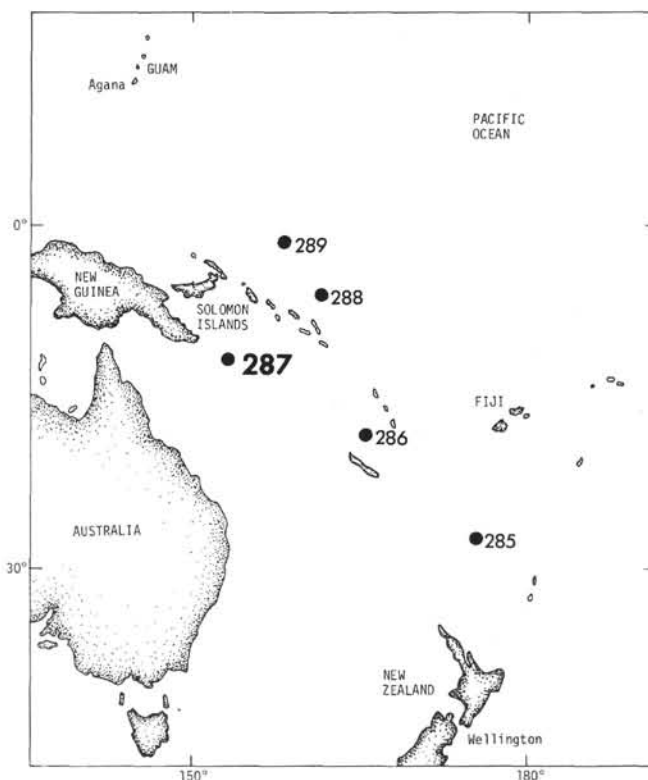 GUAM
Agana
PACIFIC
OCEAN
0°
289
NEW
GUINEA
288
SOLOMON
ISLANDS
287
FIJI
286
AUSTRALIA
285
30°
NEW
ZEALAND
Wellington
150°
180°